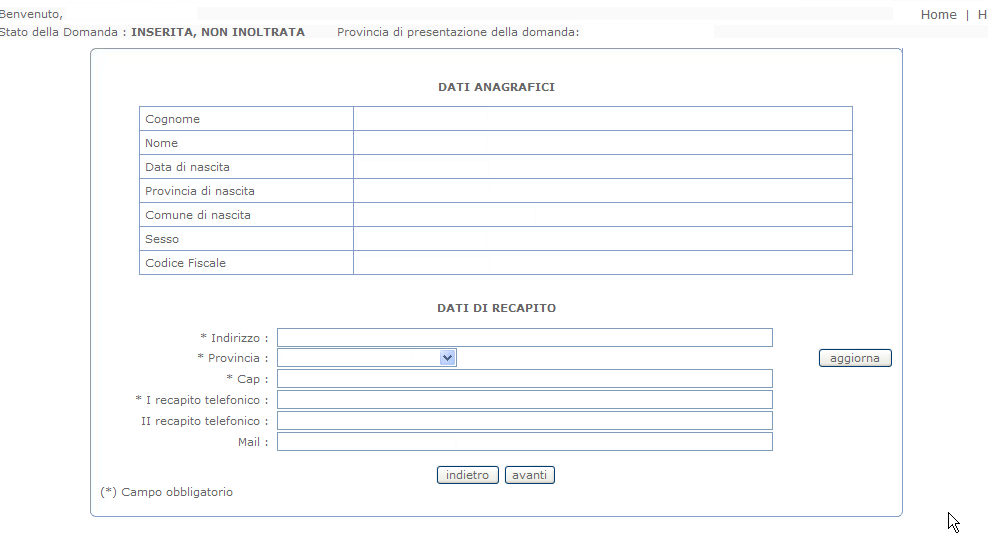 Benvenuto,
Home | H
Stato della Domanda : INSERITA, NON INOLTRATA Provincia di presentazione della domanda:
DATI ANAGRAFICI
Cognome
Nome
Data di nascita
Provincia di nascita
Comune di nascita
Sesso
Codice Fiscale
DATI DI RECAPITO
* Indirizzo :
* Provincia : aggiorna
* Cap :
* I recapito telefonico :
II recapito telefonico :
Mail :
indietro avanti
(*) Campo obbligatorio